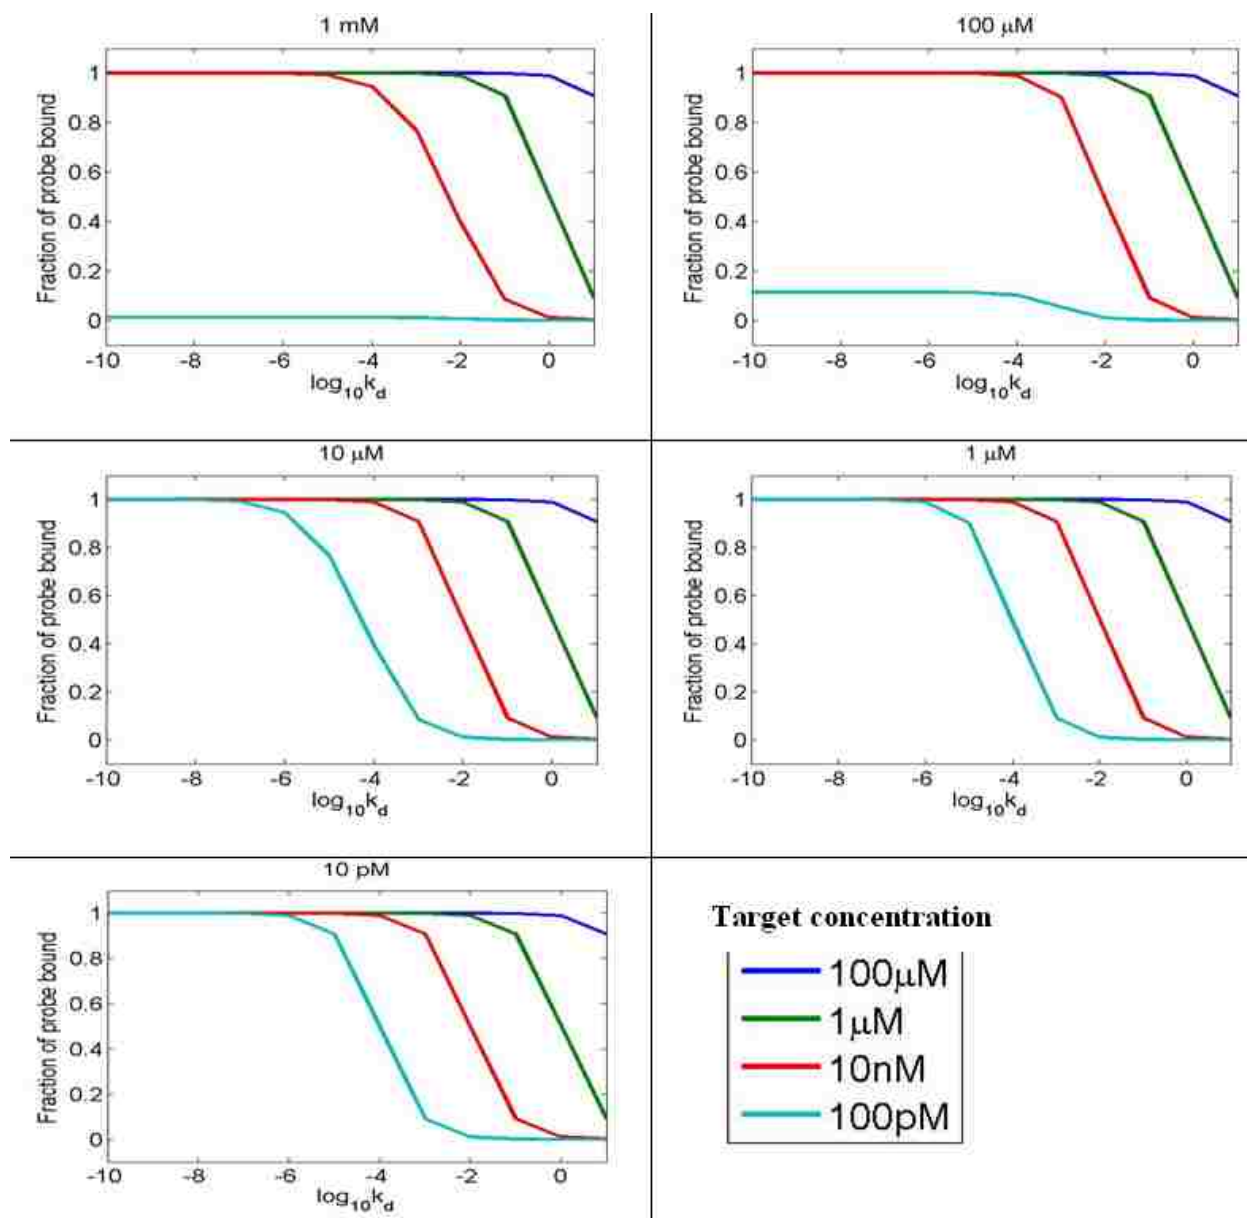 1 mM
Fraction of probe bound
1
0.8
0.6
0.4
0.2
0
-10 -8 -6 -4 -2 0
log10kd
100 μM
Fraction of probe bound
1
0.8
0.6
0.4
0.2
0
-10 -8 -6 -4 -2 0
log10kd
10 μM
Fraction of probe bound
1
0.8
0.6
0.4
0.2
0
-10 -8 -6 -4 -2 0
log10kd
1 μM
Fraction of probe bound
1
0.8
0.6
0.4
0.2
0
-10 -8 -6 -4 -2 0
log10kd
10 pM
Fraction of probe bound
1
0.8
0.6
0.4
0.2
0
-10 -8 -6 -4 -2 0
log10kd
Target concentration
100μM
1μM
10nM
100pM